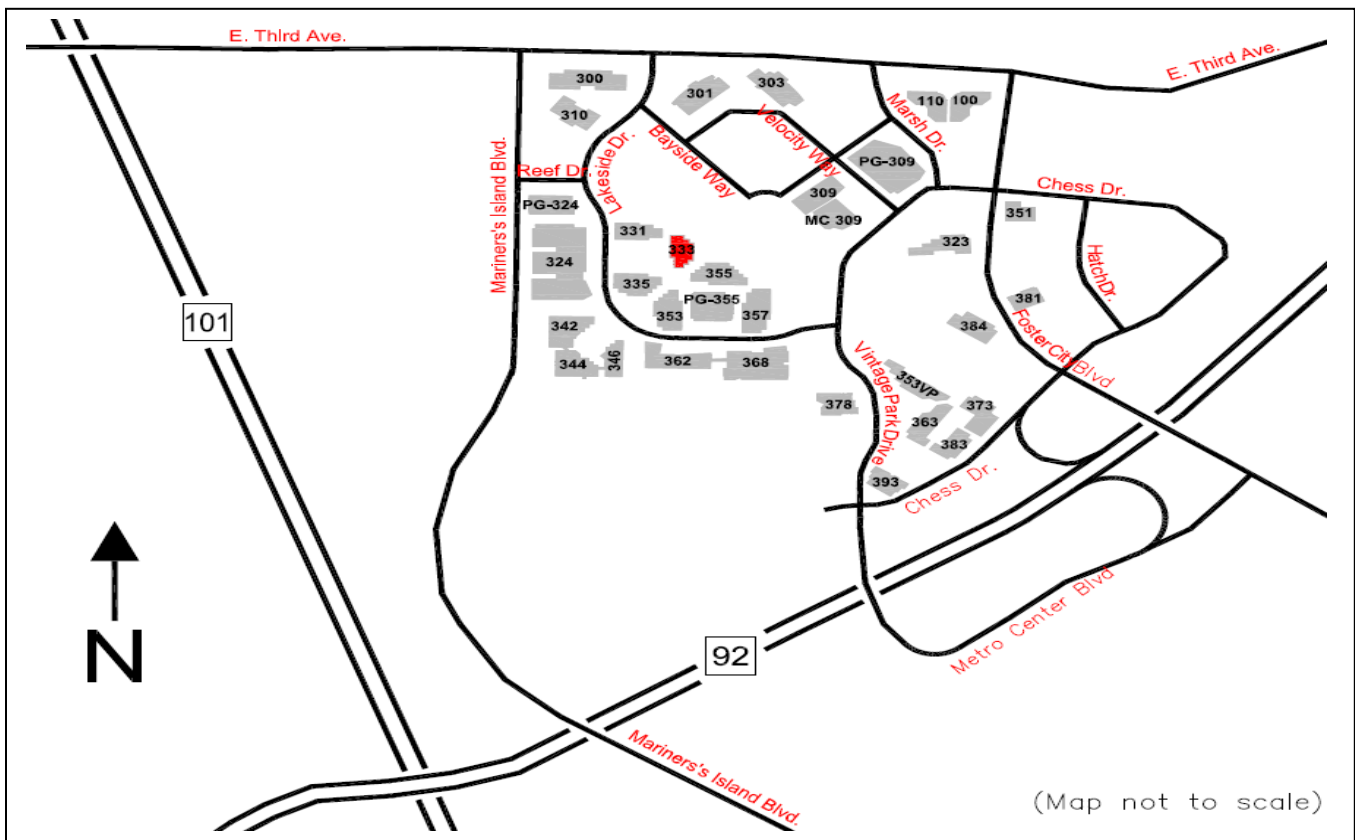 E. Third Ave.
E. Third Ave.
300
301
303
110
100
310
Marsh Dr.
Velocity Way
Mariners's Island Blvd.
Lakeside Dr.
Bayside Way
PG-309
Reef Dr.
309
Chess Dr.
PG-324
MC 309
351
331
333
323
Hatch Dr.
324
355
335
PG-355
381
353
357
101
342
384
Foster City Blvd
344
346
362
368
Vintage Park Drive
353VP
378
373
363
383
393
Chess Dr.
N
92
Metro Center Blvd
Mariners's Island Blvd.
(Map not to scale)